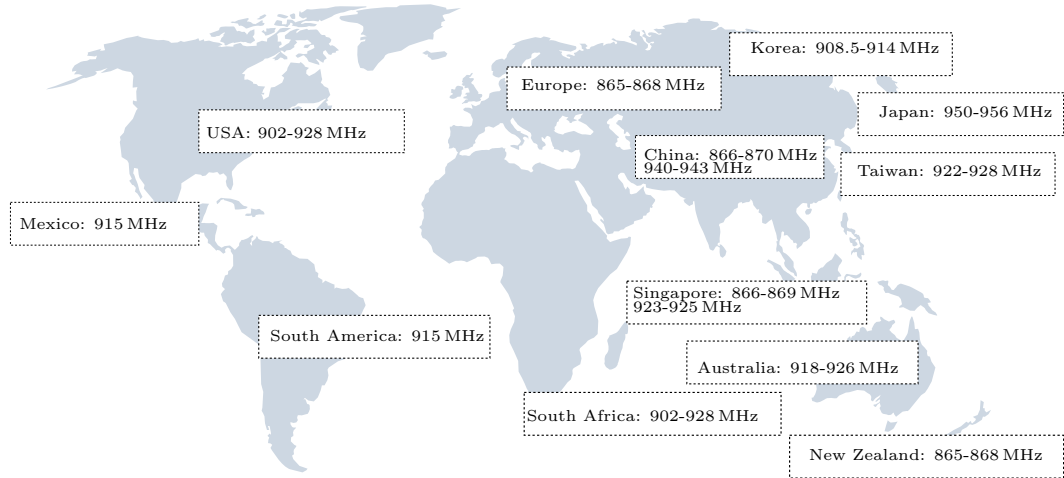 Korea: 908.5-914 MHz
Europe: 865-868 MHz
Japan: 950-956 MHz
USA: 902-928 MHz
China: 866-870 MHz
940-943 MHz
Taiwan: 922-928 MHz
Mexico: 915 MHz
Singapore: 866-869 MHz
923-925 MHz
South America: 915 MHz
Australia: 918-926 MHz
South Africa: 902-928 MHz
New Zealand: 865-868 MHz